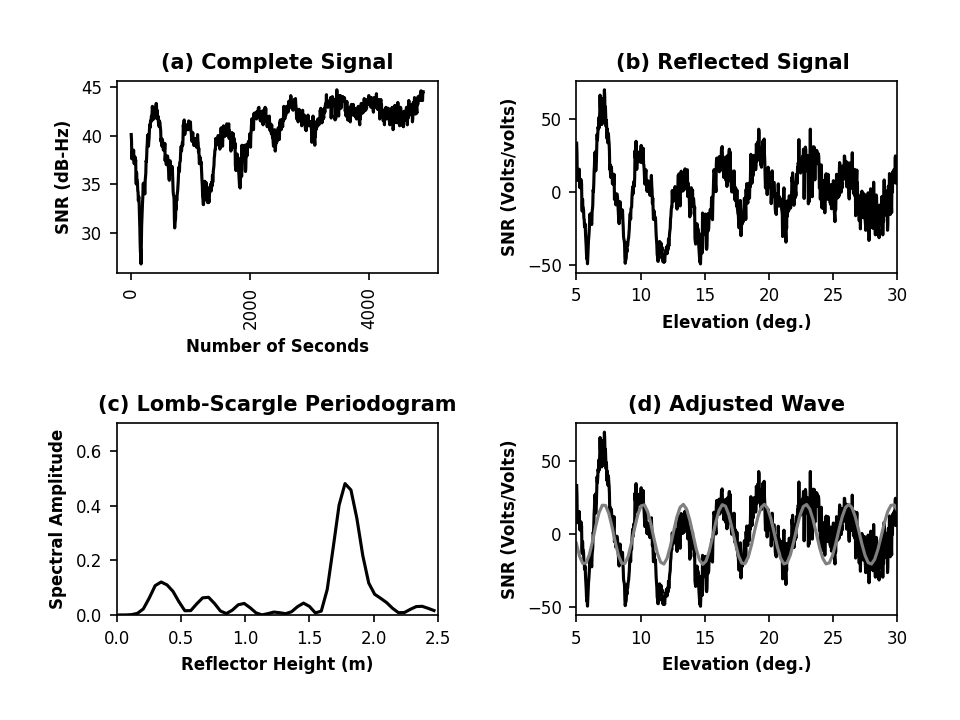 (a) Complete Signal
SNR (dB-Hz)
45
40
35
30
0
2000
4000
Number of Seconds
(b) Reflected Signal
SNR (Volts/volts)
50
0
−50
5 10 15 20 25 30
Elevation (deg.)
(c) Lomb-Scargle Periodogram
Spectral Amplitude
0.6
0.4
0.2
0.0
0.0 0.5 1.0 1.5 2.0 2.5
Reflector Height (m)
(d) Adjusted Wave
SNR (Volts/Volts)
50
0
−50
5 10 15 20 25 30
Elevation (deg.)